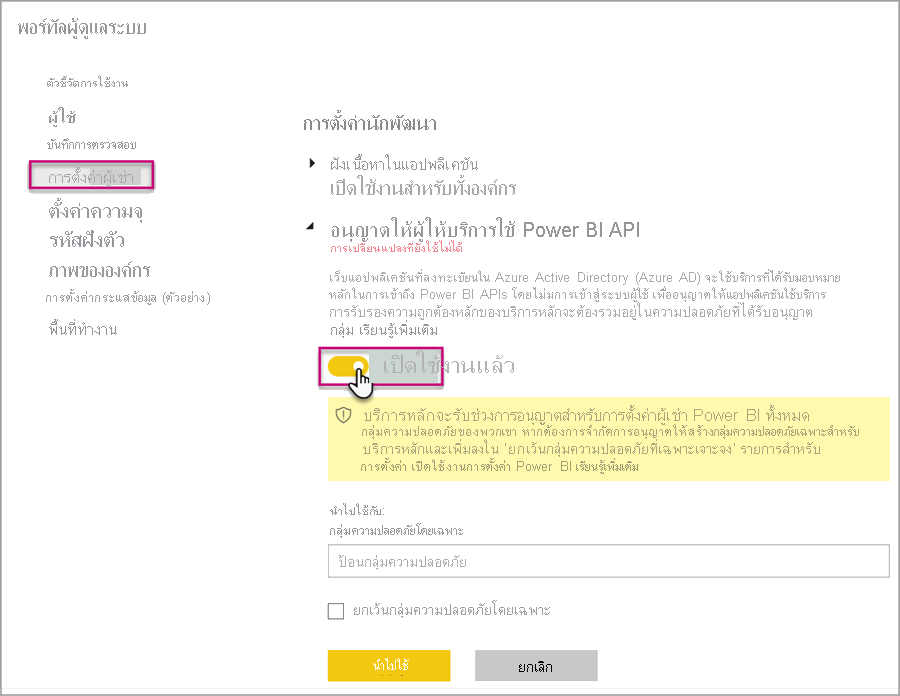 พอร์ทัลผู้ดูแลระบบ
ตัวชี้วัดการใช้งาน
ผู้ใช้
บันทึกการตรวจสอบ
การตั้งค่าผู้เช่า
ตั้งค่าความจุ
รหัสฝังตัว
ภาพขององค์กร
การตั้งค่ากระแสข้อมูล (ตัวอย่าง)
พื้นที่ทำงาน
การตั้งค่านักพัฒนา
ฝังเนื้อหาในแอปพลิเคชัน
เปิดใช้งานสำหรับทั้งองค์กร
อนุญาตให้ผู้ให้บริการใช้ Power BI API
การเปลี่ยนแปลงที่ยังใช้ไม่ได้
เว็บแอปพลิเคชันที่ลงทะเบียนใน Azure Active Directory (Azure AD) จะใช้บริการที่ได้รับมอบหมาย
หลักในการเข้าถึง Power BI APIs โดยไม่มีการเข้าสู่ระบบผู้ใช้ เพื่ออนุญาตให้แอปพลิเคชันใช้บริการ
การรับรองความถูกต้องหลักของบริการหลักจะต้องรวมอยู่ในความปลอดภัยที่ได้รับอนุญาต
กลุ่ม เรียนรู้เพิ่มเติม
เปิดใช้งานแล้ว
บริการหลักจะรับช่วงการอนุญาตสำหรับการตั้งค่าผู้เช่า Power BI ทั้งหมด
กลุ่มความปลอดภัยของพวกเขา หากต้องการจำกัดการอนุญาตให้สร้างกลุ่มความปลอดภัยเฉพาะสำหรับ
บริการหลักและเพิ่มลงใน 'ยกเว้นกลุ่มความปลอดภัยที่เฉพาะเจาะจง' รายการสำหรับ
การตั้งค่า เปิดใช้งานการตั้งค่า Power BI เรียนรู้เพิ่มเติม
นำไปใช้กับ:
กลุ่มความปลอดภัยโดยเฉพาะ
ป้อนกลุ่มความปลอดภัย
ยกเว้นกลุ่มความปลอดภัยโดยเฉพาะ
นำไปใช้
ยกเลิก